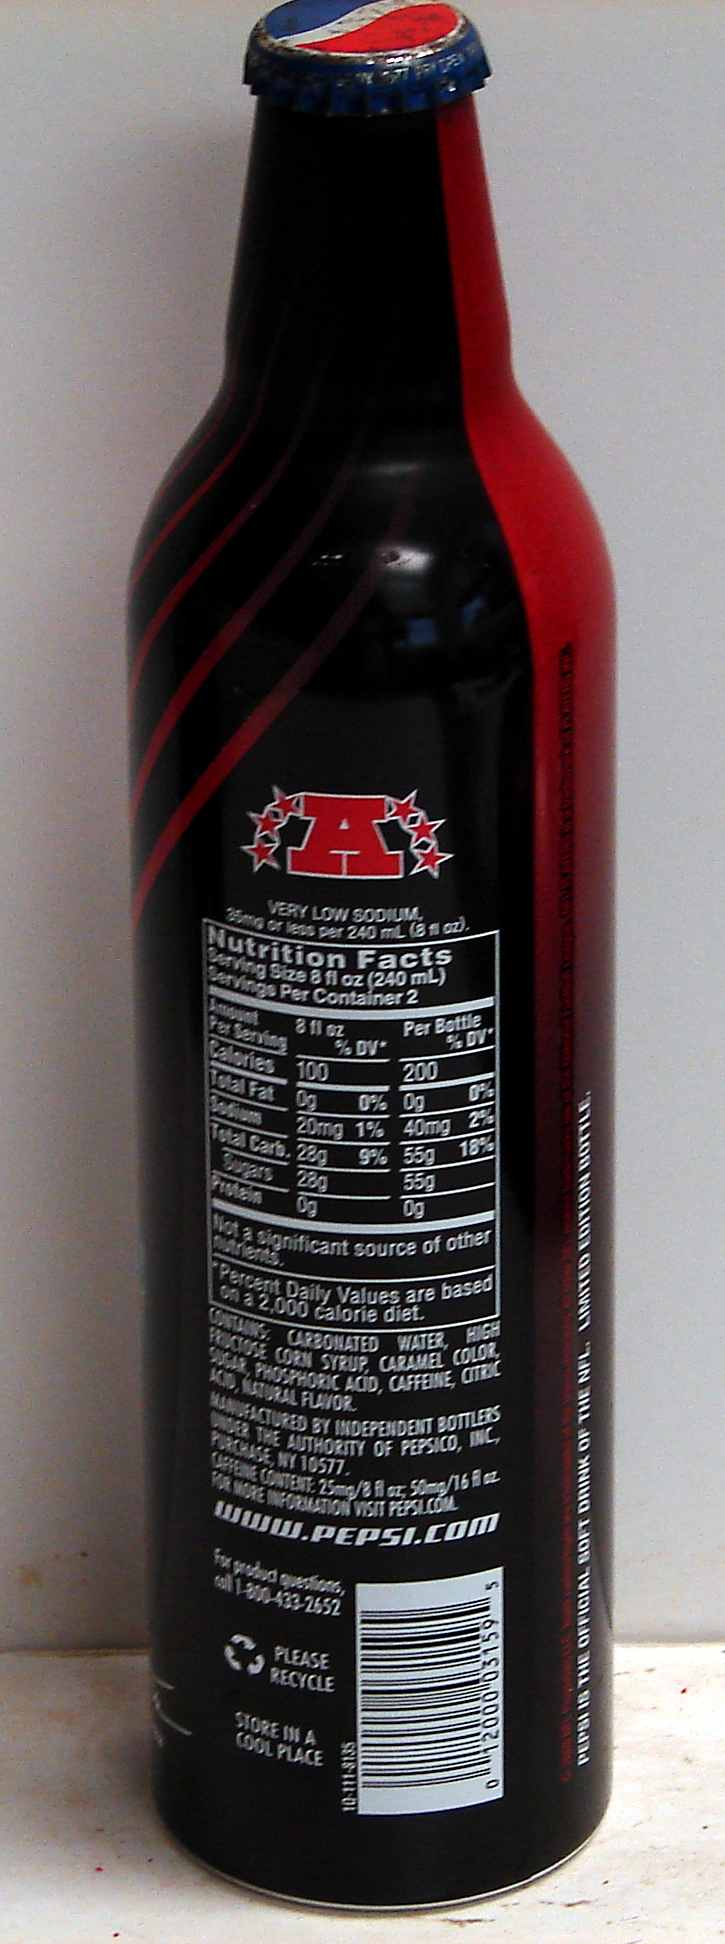 A
VERY LOW SODIUM,
35mg or less per 240 mL (8 fl oz).
Nutrition Facts
Serving Size 8 fl oz (240 mL)
Servings Per Container 2
Amount Per Serving 8 fl oz % DV* Per Bottle % DV*
Calories 100 200
Total Fat 0g 0% 0g 0%
Sodium 20mg 1% 40mg 2%
Total Carb. 28g 9% 55g 18%
Sugars 28g 55g
Protein 0g 0g
Not a significant source of other
nutrients.
*Percent Daily Values are based
on a 2,000 calorie diet.
CONTAINS: CARBONATED WATER, HIGH
FRUCTOSE CORN SYRUP, CARAMEL COLOR,
SUGAR, PHOSPHORIC ACID, CAFFEINE, CITRIC
ACID, NATURAL FLAVOR.
MANUFACTURED BY INDEPENDENT BOTTLERS
UNDER THE AUTHORITY OF PEPSICO, INC.,
PURCHASE, NY 10577.
CAFFEINE CONTENT: 25mg/8 fl oz; 50mg/16 fl oz.
FOR MORE INFORMATION VISIT PEPSI.COM.
www.PEPSI.COM
For product questions,
call 1-800-433-2652
PLEASE
RECYCLE
STORE IN A
COOL PLACE
10-111-9185
0 12000 03159 5
PEPSI IS THE OFFICIAL SOFT DRINK OF THE NFL. LIMITED EDITION BOTTLE.